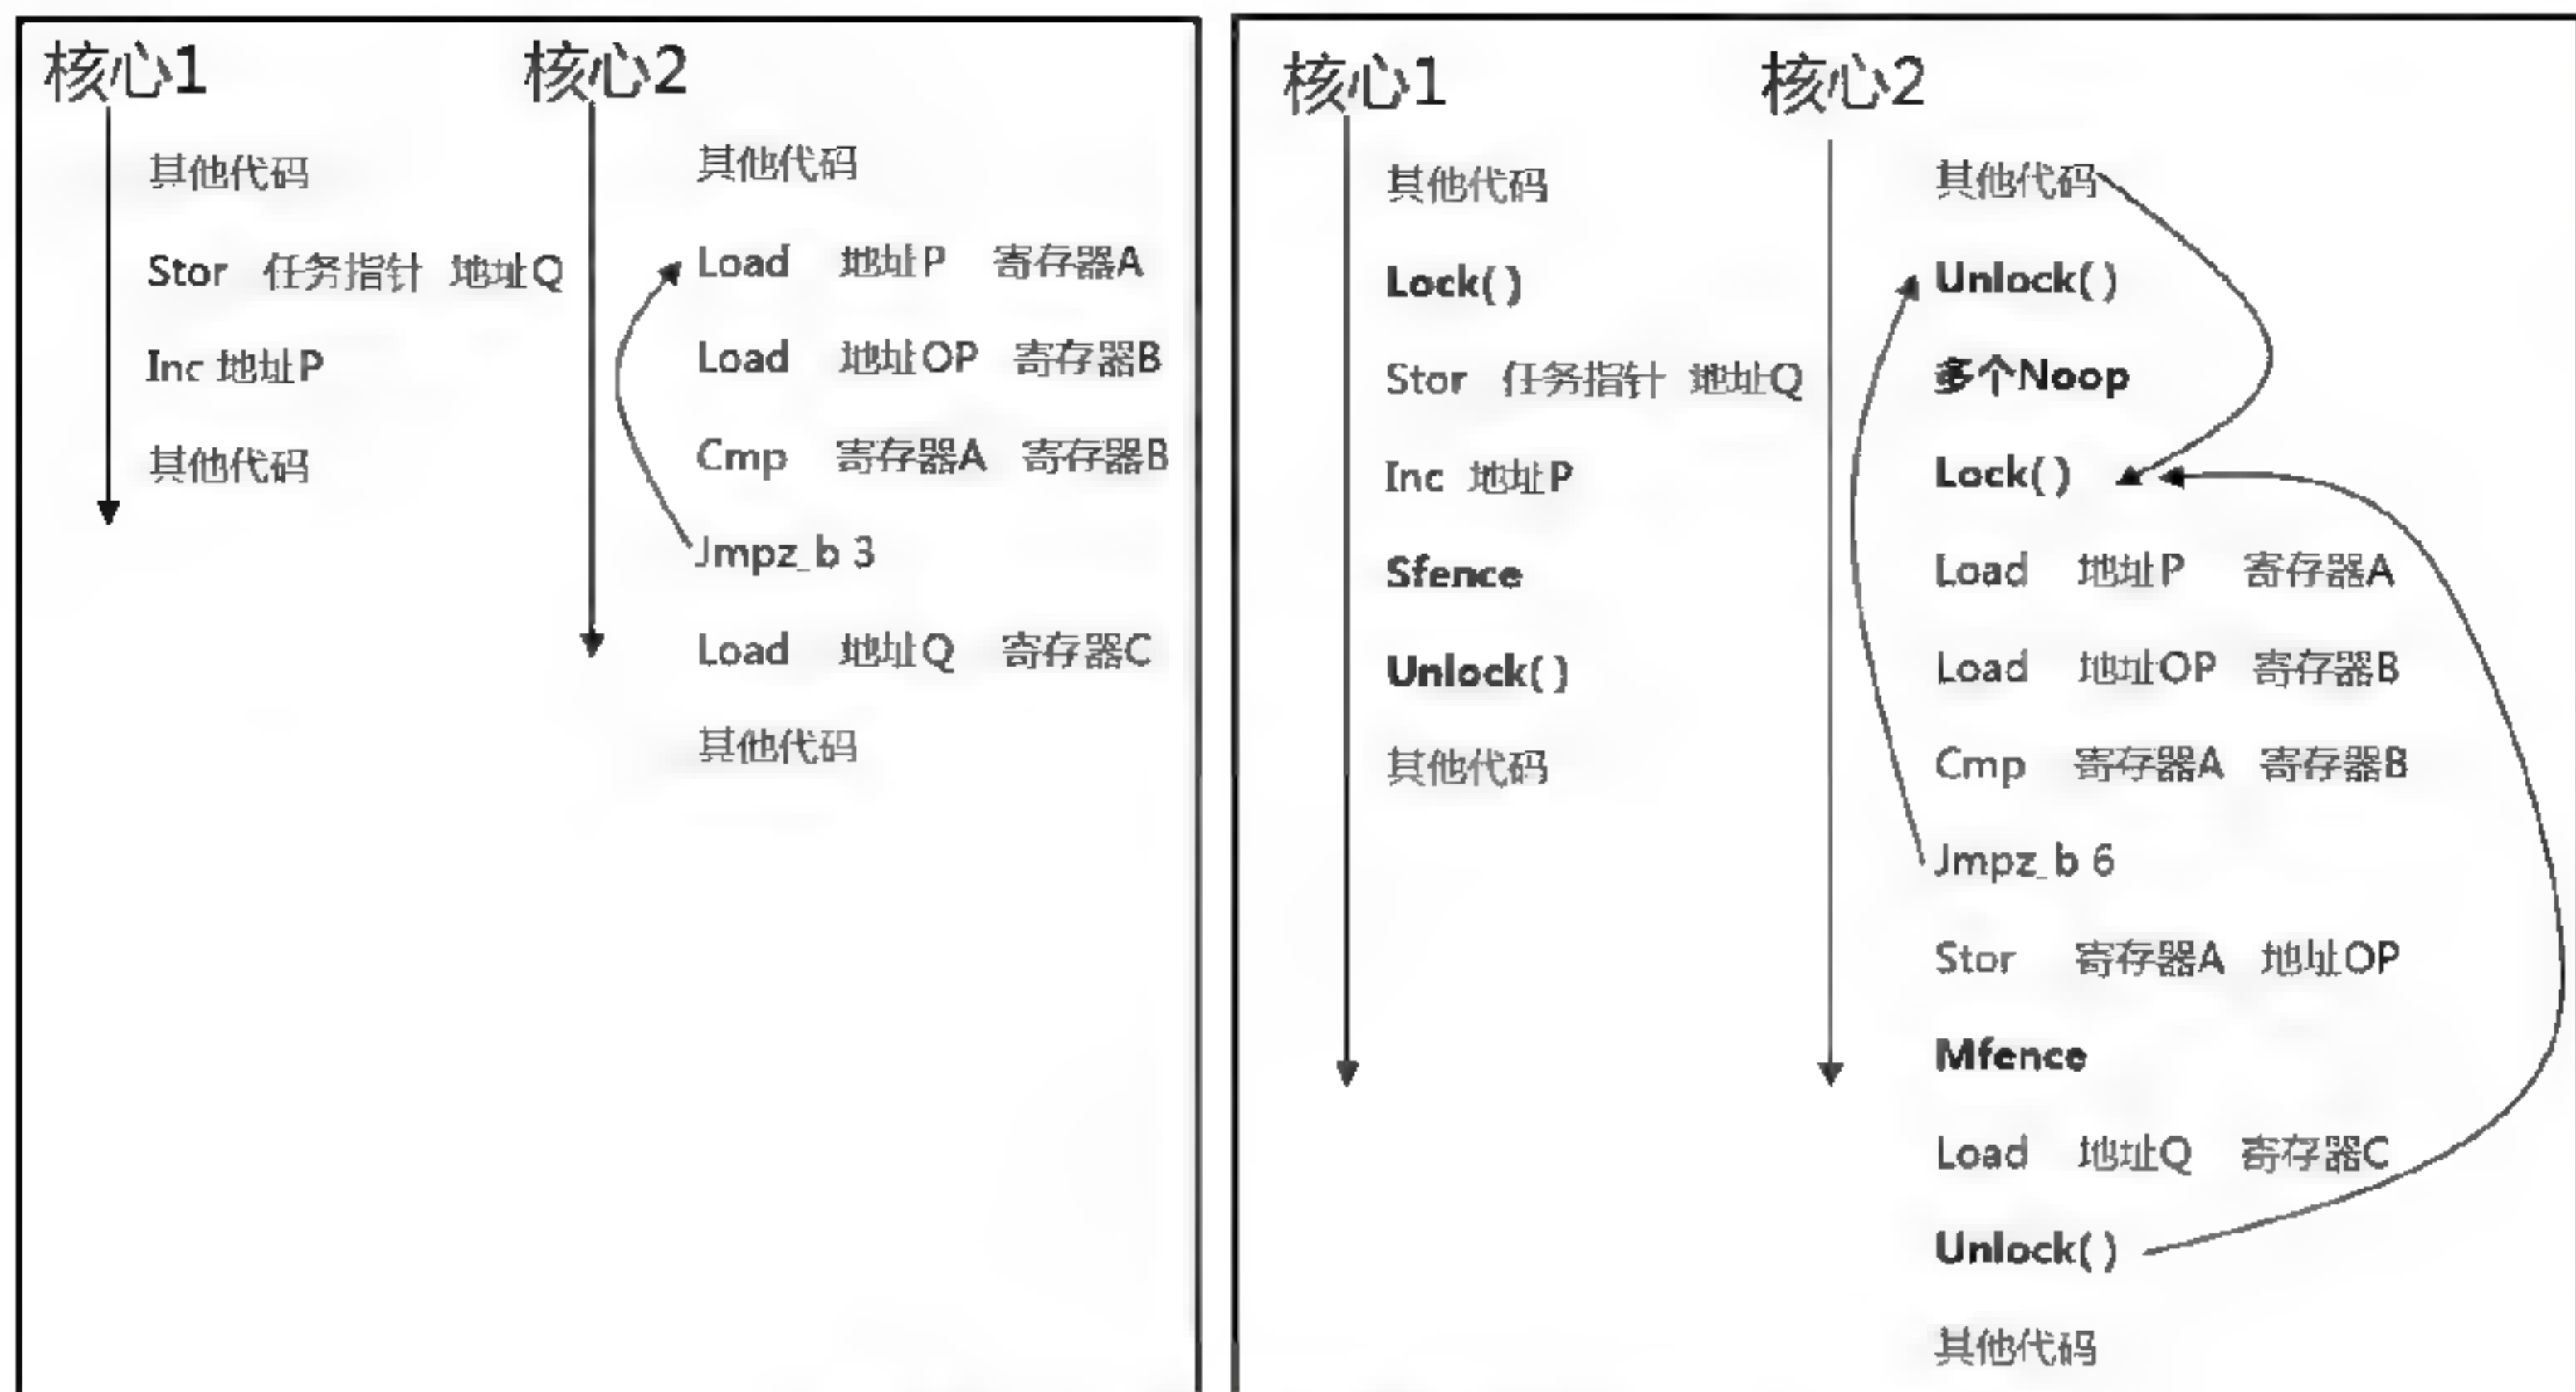 核心1
其他代码
Stor 任务指针 地址Q
Inc 地址P
其他代码
核心2
其他代码
Load 地址P 寄存器A
Load 地址OP 寄存器B
Cmp 寄存器A 寄存器B
Jmpz_b 3
Load 地址Q 寄存器C
其他代码
核心1
其他代码
Lock( )
Stor 任务指针 地址Q
Inc 地址P
Sfence
Unlock( )
其他代码
核心2
其他代码
Unlock( )
多个Noop
Lock( )
Load 地址P 寄存器A
Load 地址OP 寄存器B
Cmp 寄存器A 寄存器B
Jmpz_b 6
Stor 寄存器A 地址OP
Mfence
Load 地址Q 寄存器C
Unlock( )
其他代码